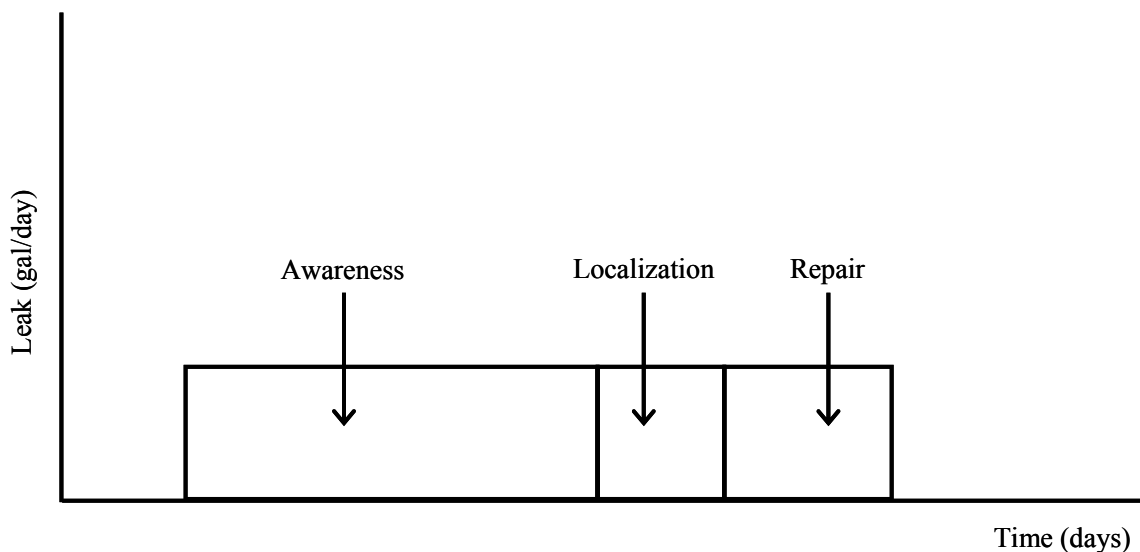 Leak (gal/day)
Awareness
Localization
Repair
Time (days)